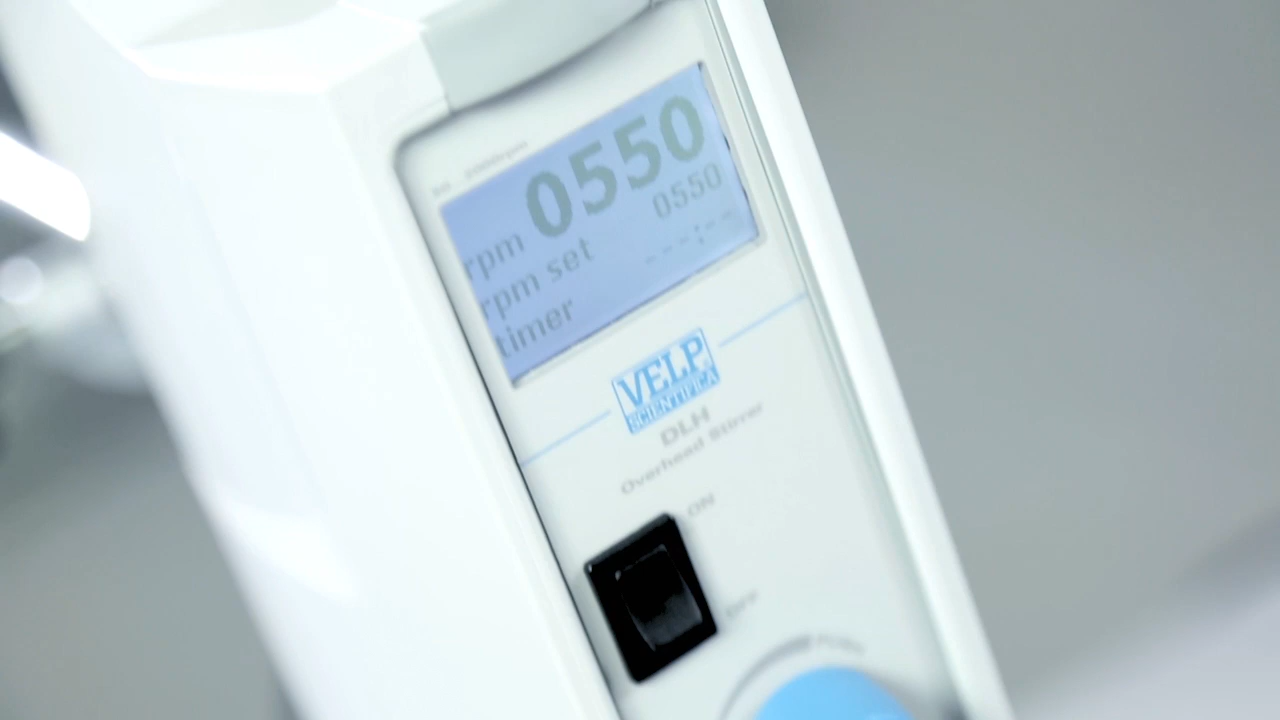 rpm 0550
rpm set 0550
timer --:--
VELP
SCIENTIFICA
DLH
Overhead Stirrer
ON
OFF